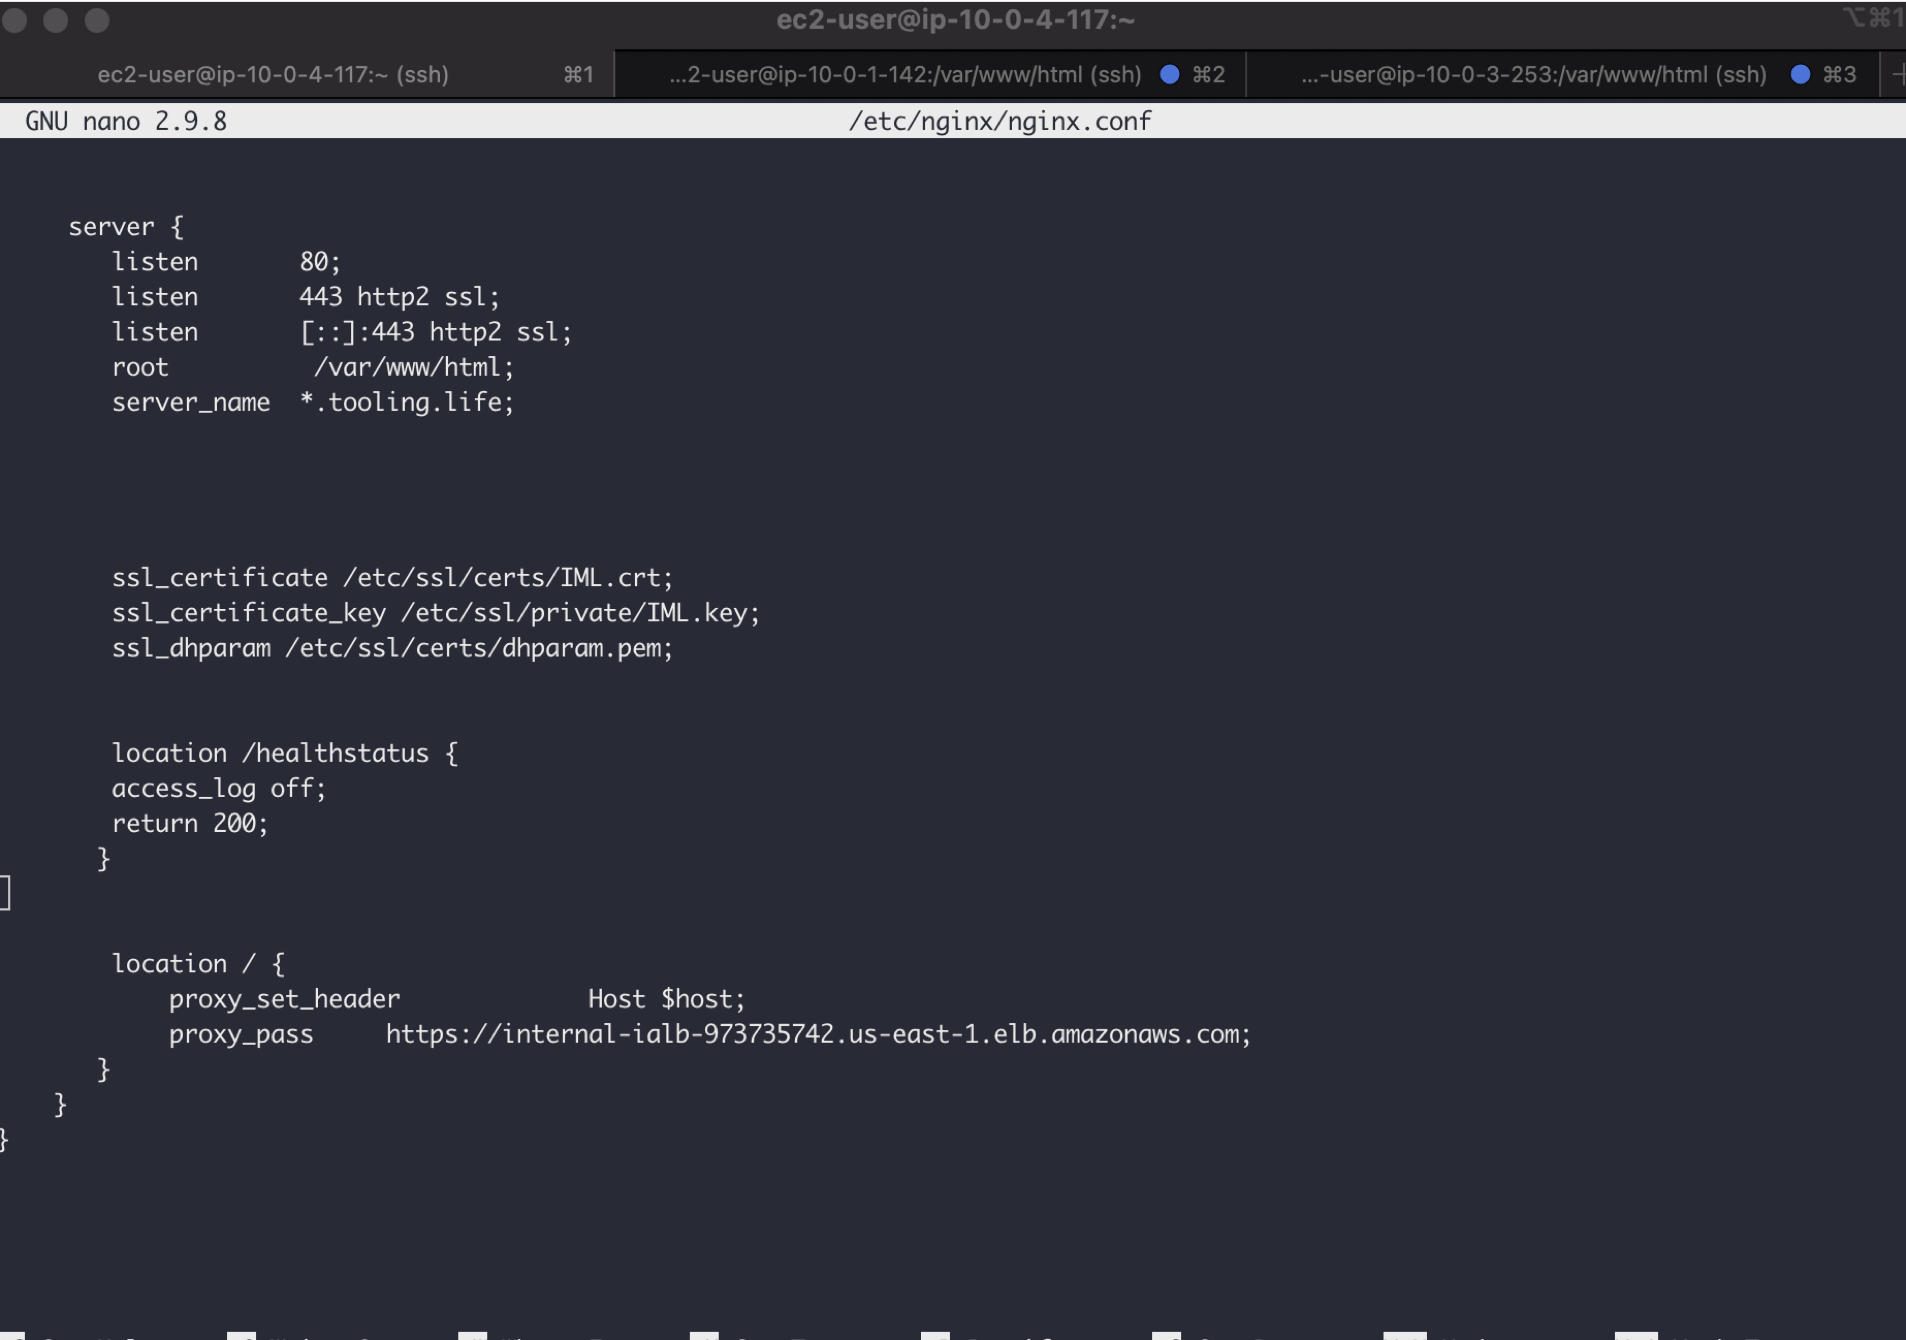 ec2-user@ip-10-0-4-117:~
⌥⌘1
ec2-user@ip-10-0-4-117:~ (ssh) ⌘1 ...2-user@ip-10-0-1-142:/var/www/html (ssh) ⌘2 ...-user@ip-10-0-3-253:/var/www/html (ssh) ⌘3
GNU nano 2.9.8 /etc/nginx/nginx.conf
server {
listen 80;
listen 443 http2 ssl;
listen [::]:443 http2 ssl;
root /var/www/html;
server_name *.tooling.life;
ssl_certificate /etc/ssl/certs/IML.crt;
ssl_certificate_key /etc/ssl/private/IML.key;
ssl_dhparam /etc/ssl/certs/dhparam.pem;
location /healthstatus {
access_log off;
return 200;
}
location / {
proxy_set_header Host $host;
proxy_pass https://internal-ialb-973735742.us-east-1.elb.amazonaws.com;
}
}
}